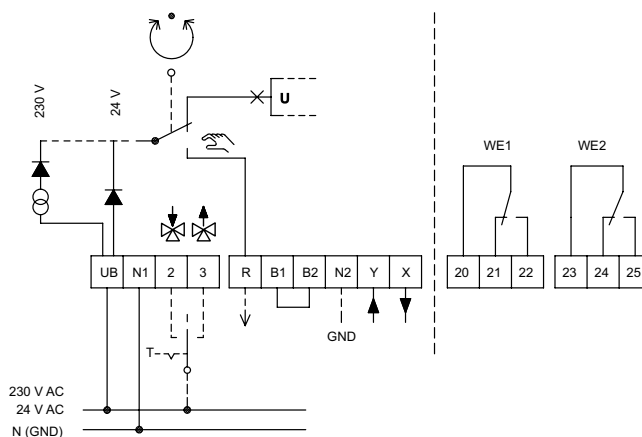 230 V
24 V
U
WE1
WE2
UB N1 2 3 R B1 B2 N2 Y X
20 21 22
23 24 25
GND
T
230 V AC
24 V AC
N (GND)